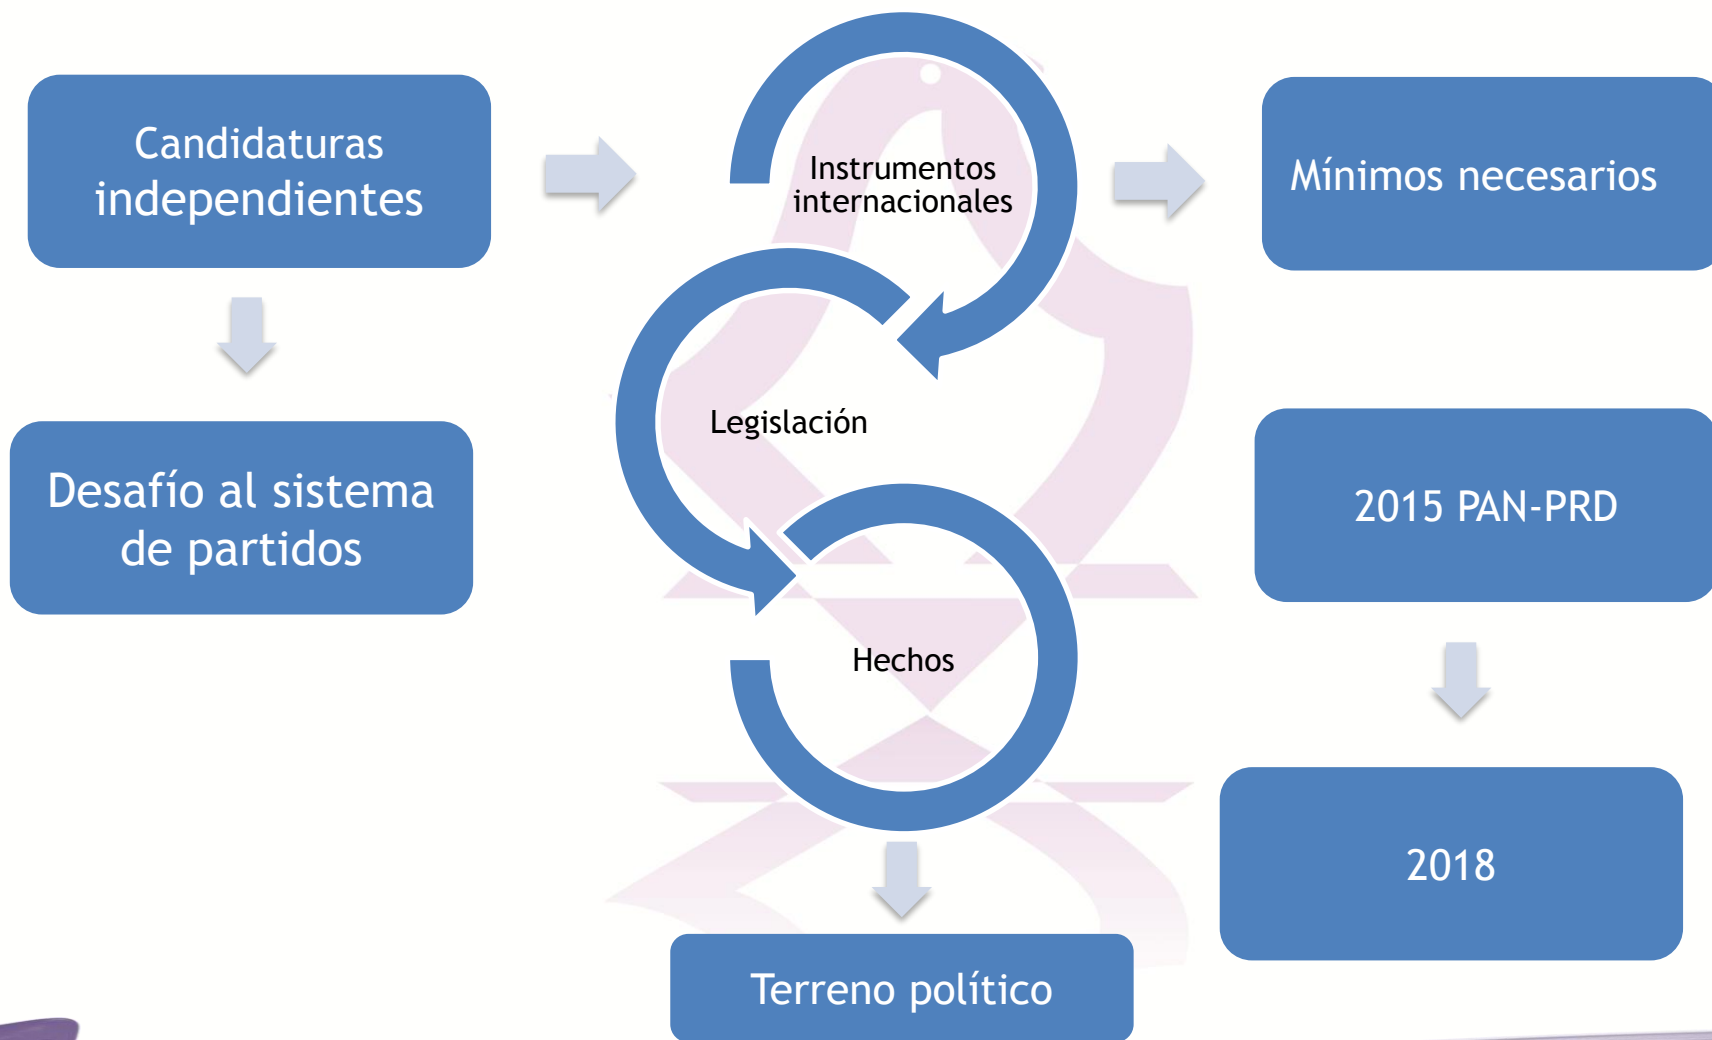 Candidaturas
independientes
Instrumentos
internacionales
Mínimos necesarios
Desafío al sistema
de partidos
Legislación
2015 PAN-PRD
Hechos
2018
Terreno político